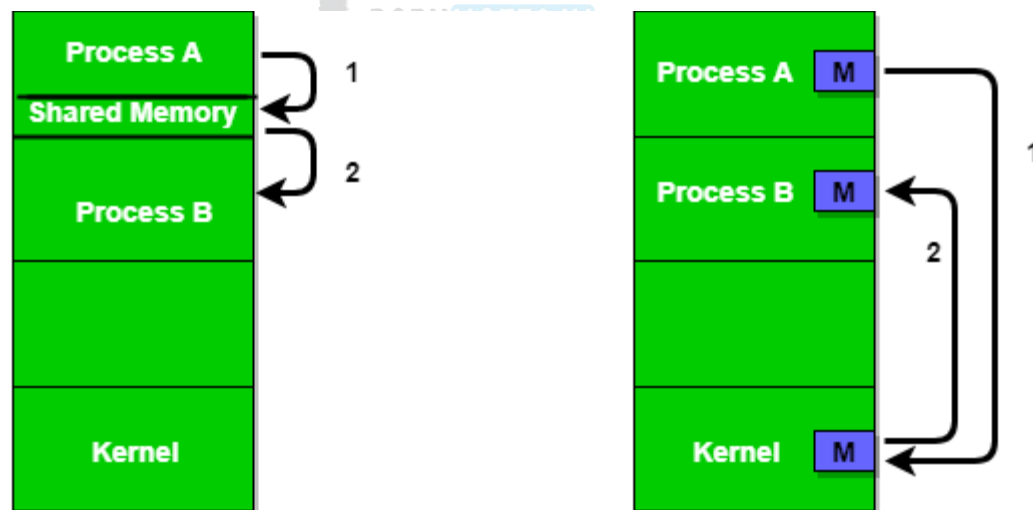 Process A
1
Shared Memory
2
Process B
Kernel
Process A M
1
Process B M
2
Kernel M